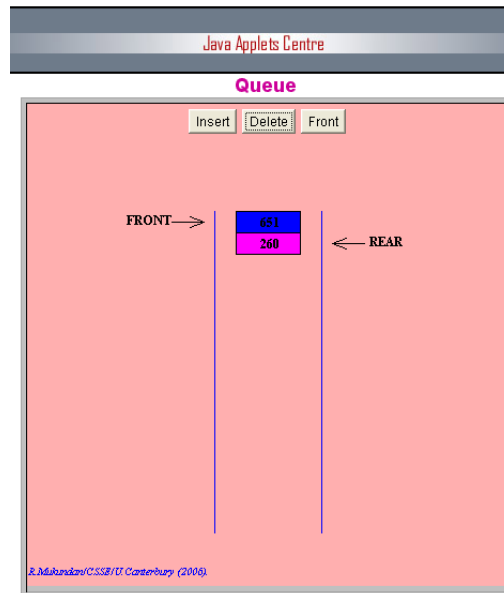 Java Applets Centre
Queue
Insert Delete Front
FRONT 651
260 REAR
R.Mukundan/CSSE/U.Canterbury (2006).